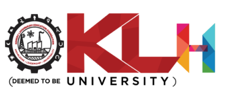 KLH
(DEEMED TO BE UNIVERSITY)